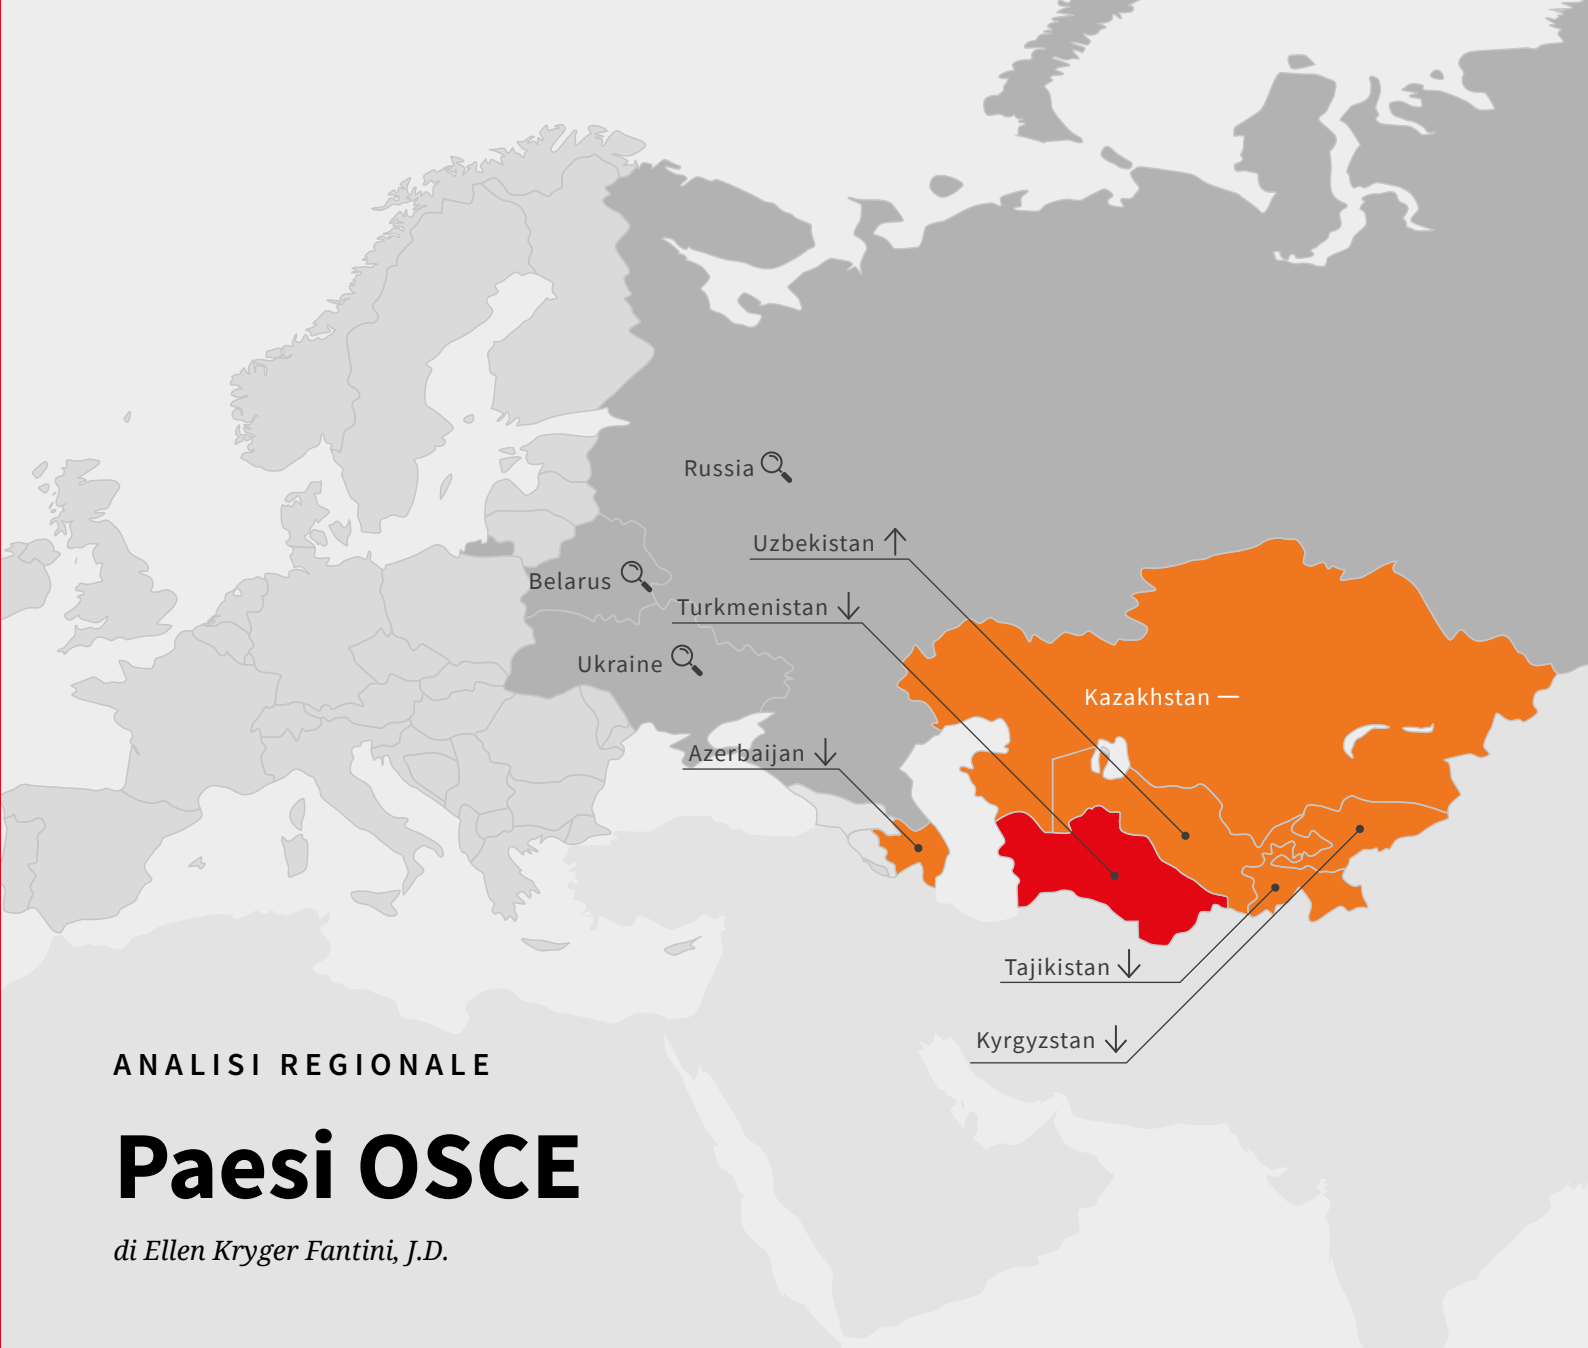 Russia
Uzbekistan ↑
Belarus
Turkmenistan ↓
Ukraine
Kazakhstan —
Azerbaijan ↓
Tajikistan ↓
Kyrgyzstan ↓
ANALISI REGIONALE
Paesi OSCE
di Ellen Kryger Fantini, J.D.